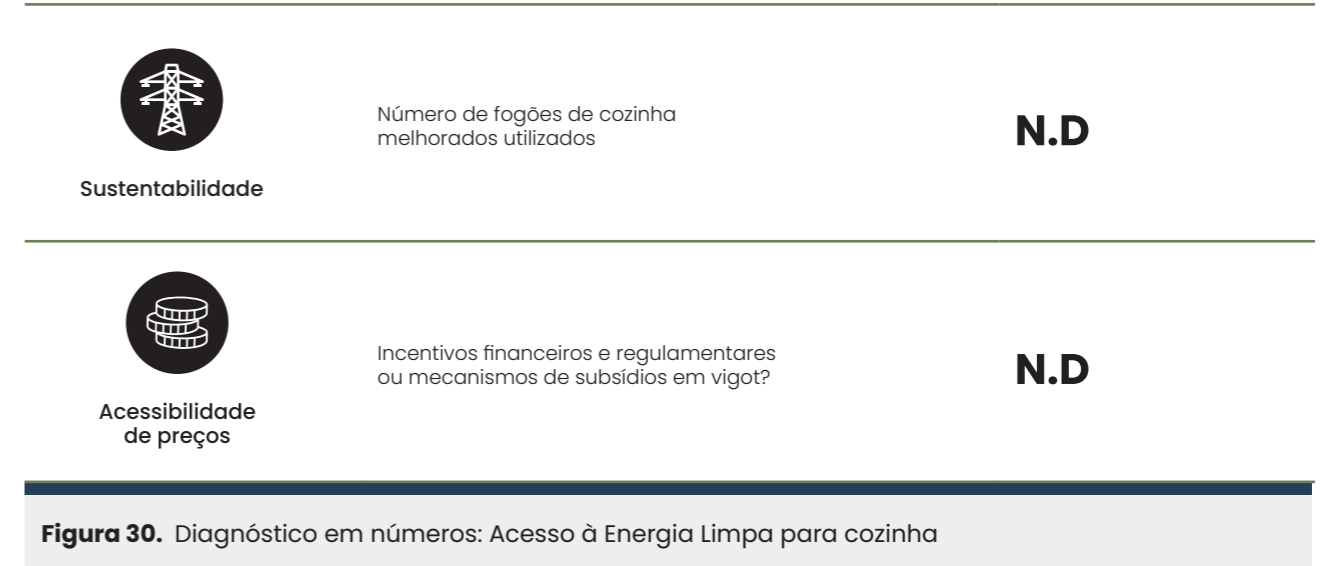 Número de fogões de cozinha
melhorados utilizados
N.D
Sustentabilidade
Incentivos financeiros e regulamentares
ou mecanismos de subsídios em vigot?
N.D
Acessibilidade
de preços
Figura 30. Diagnóstico em números: Acesso à Energia Limpa para cozinha